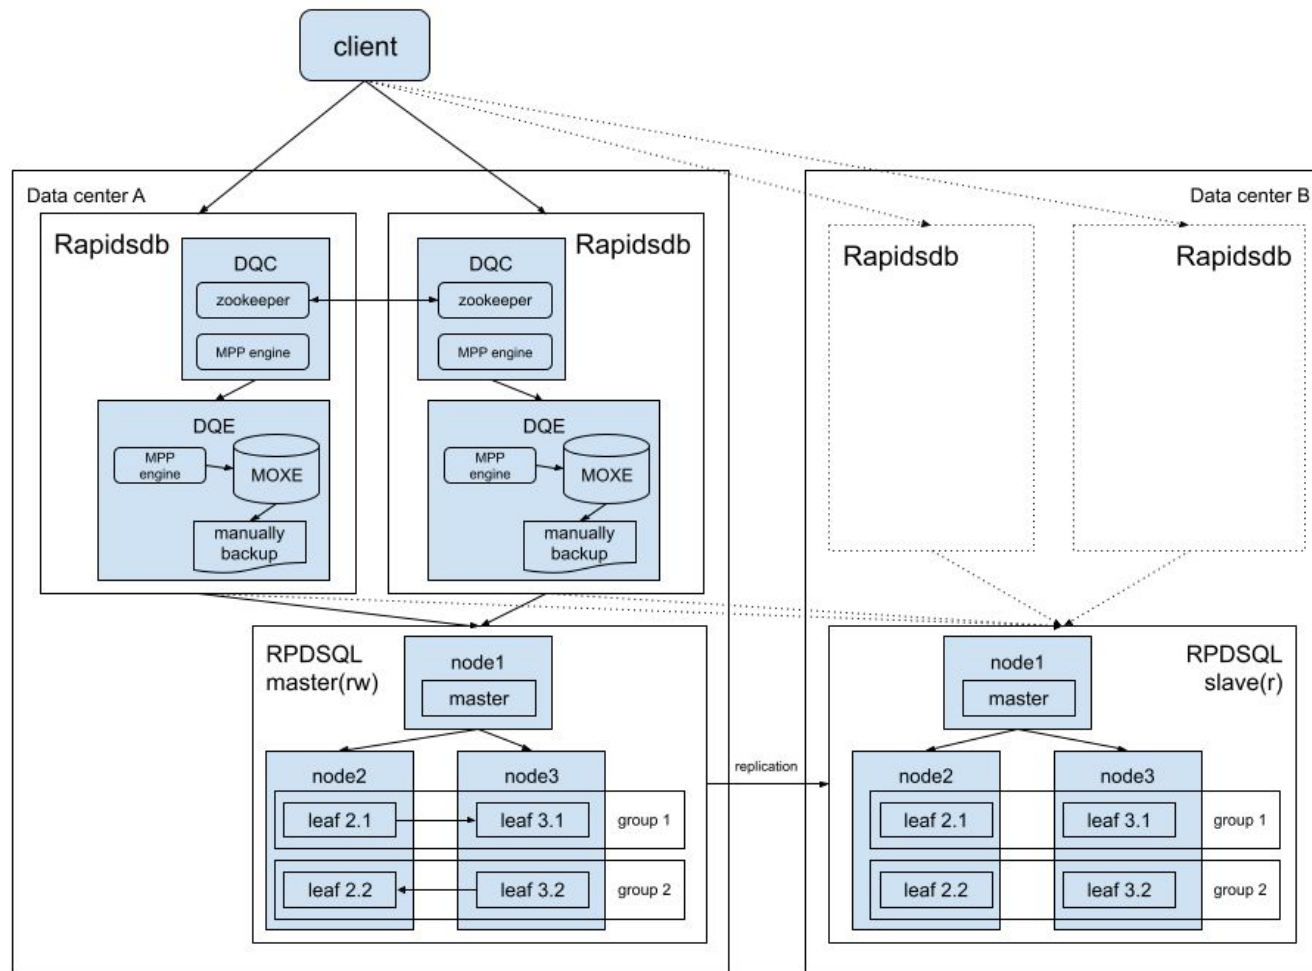 client
Data center A
Rapidsdb
DQC
zookeeper
MPP engine
DQE
MPP
engine
MOXE
manually
backup
Rapidsdb
DQC
zookeeper
MPP engine
DQE
MPP
engine
MOXE
manually
backup
RPDSQL
master(rw)
node1
master
node2
node3
leaf 2.1
leaf 3.1
group 1
leaf 2.2
leaf 3.2
group 2
replication
Data center B
Rapidsdb
Rapidsdb
RPDSQL
slave(r)
node1
master
node2
node3
leaf 2.1
leaf 3.1
group 1
leaf 2.2
leaf 3.2
group 2